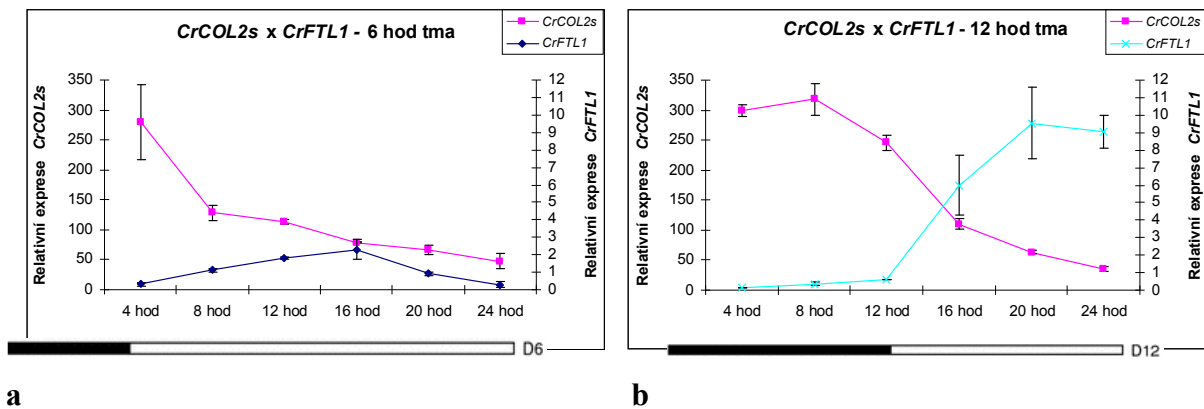 CrCOL2s x CrFTL1 - 6 hod tma
CrCOL2s
CrFTL1
Relativní exprese CrCOL2s
350
300
250
200
150
100
50
0
12
11
10
9
8
7
6
5
4
3
2
1
0
Relativní exprese CrFTL1
4 hod 8 hod 12 hod 16 hod 20 hod 24 hod
D6
a
CrCOL2s x CrFTL1 - 12 hod tma
CrCOL2s
CrFTL1
Relativní exprese CrCOL2s
350
300
250
200
150
100
50
0
12
11
10
9
8
7
6
5
4
3
2
1
0
Relativní exprese CrFTL1
4 hod 8 hod 12 hod 16 hod 20 hod 24 hod
D12
b